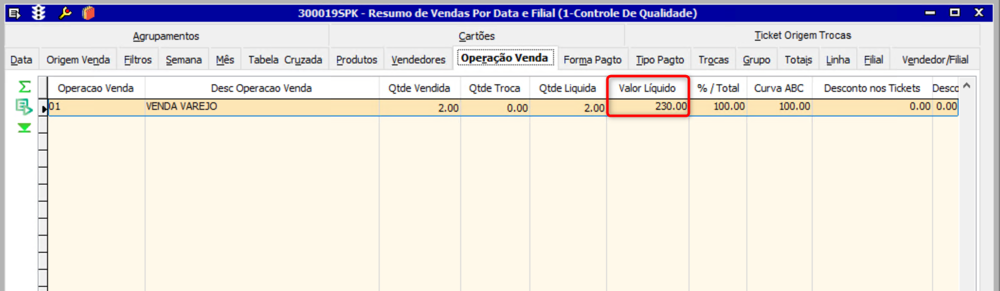 300019SPK - Resumo de Vendas Por Data e Filial (1-Controle De Qualidade)
Agrupamentos Cartões Ticket Origem Trocas
Data Origem Venda Filtros Semana Mês Tabela Cruzada Produtos Vendedores Operação Venda Forma Pagto Tipo Pagto Trocas Grupo Totais Linha Filial Vendedor/Filial
Operacao Venda Desc Operacao Venda Qtde Vendida Qtde Troca Qtde Liquida Valor Líquido % / Total Curva ABC Desconto nos Tickets Desco
01 VENDA VAREJO 2.00 0.00 2.00 230.00 100.00 100.00 0.00 0.00